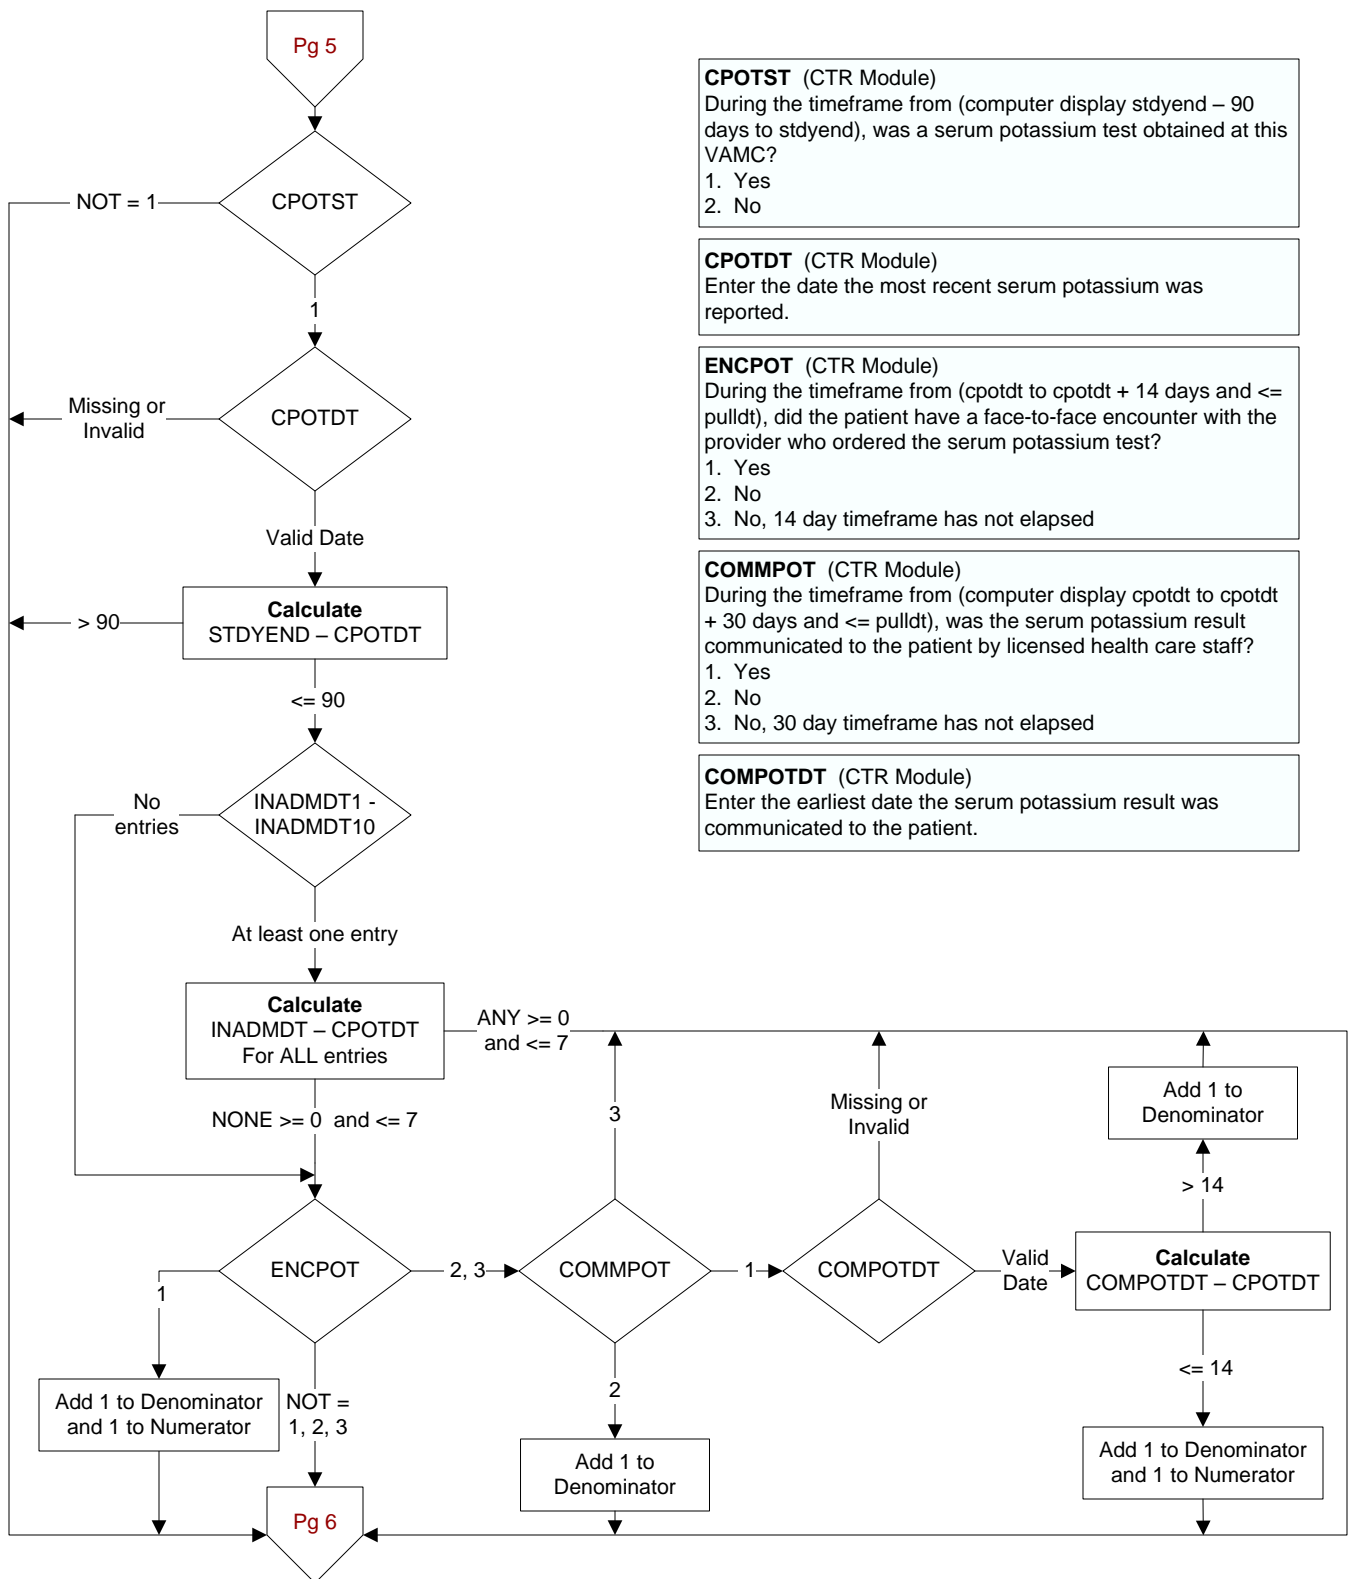 Pg 5
CPOTST
NOT = 1
1
CPOTDT
Missing or
Invalid
Valid Date
Calculate
STDYEND – CPOTDT
> 90
<= 90
INADMDT1 -
INADMDT10
No
entries
At least one entry
Calculate
INADMDT – CPOTDT
For ALL entries
ANY >= 0
and <= 7
NONE >= 0 and <= 7
ENCPOT
1
Add 1 to Denominator
and 1 to Numerator
NOT =
1, 2, 3
2, 3
COMMPOT
3
2
Add 1 to
Denominator
1
COMPOTDT
Missing or
Invalid
Valid
Date
Calculate
COMPOTDT – CPOTDT
> 14
Add 1 to
Denominator
<= 14
Add 1 to Denominator
and 1 to Numerator
Pg 6
CPOTST (CTR Module)
During the timeframe from (computer display stdyend – 90
days to stdyend), was a serum potassium test obtained at this
VAMC?
1. Yes
2. No
CPOTDT (CTR Module)
Enter the date the most recent serum potassium was
reported.
ENCPOT (CTR Module)
During the timeframe from (cpotdt to cpotdt + 14 days and <=
pulldt), did the patient have a face-to-face encounter with the
provider who ordered the serum potassium test?
1. Yes
2. No
3. No, 14 day timeframe has not elapsed
COMMPOT (CTR Module)
During the timeframe from (computer display cpotdt to cpotdt
+ 30 days and <= pulldt), was the serum potassium result
communicated to the patient by licensed health care staff?
1. Yes
2. No
3. No, 30 day timeframe has not elapsed
COMPOTDT (CTR Module)
Enter the earliest date the serum potassium result was
communicated to the patient.